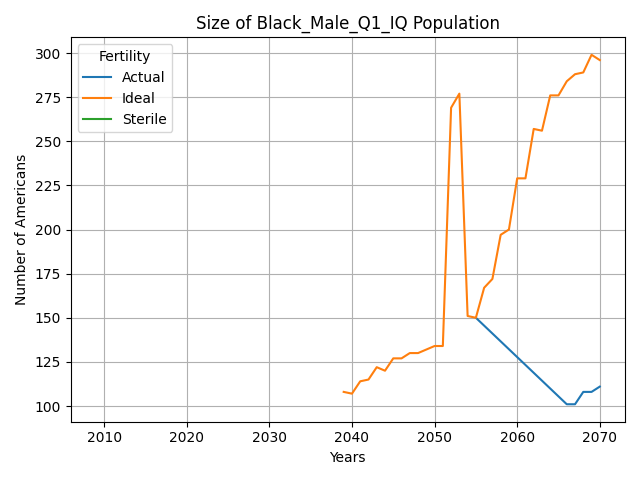 Size of Black_Male_Q1_IQ Population
Fertility
Actual
Ideal
Sterile
Number of Americans
300
275
250
225
200
175
150
125
100
2010 2020 2030 2040 2050 2060 2070
Years